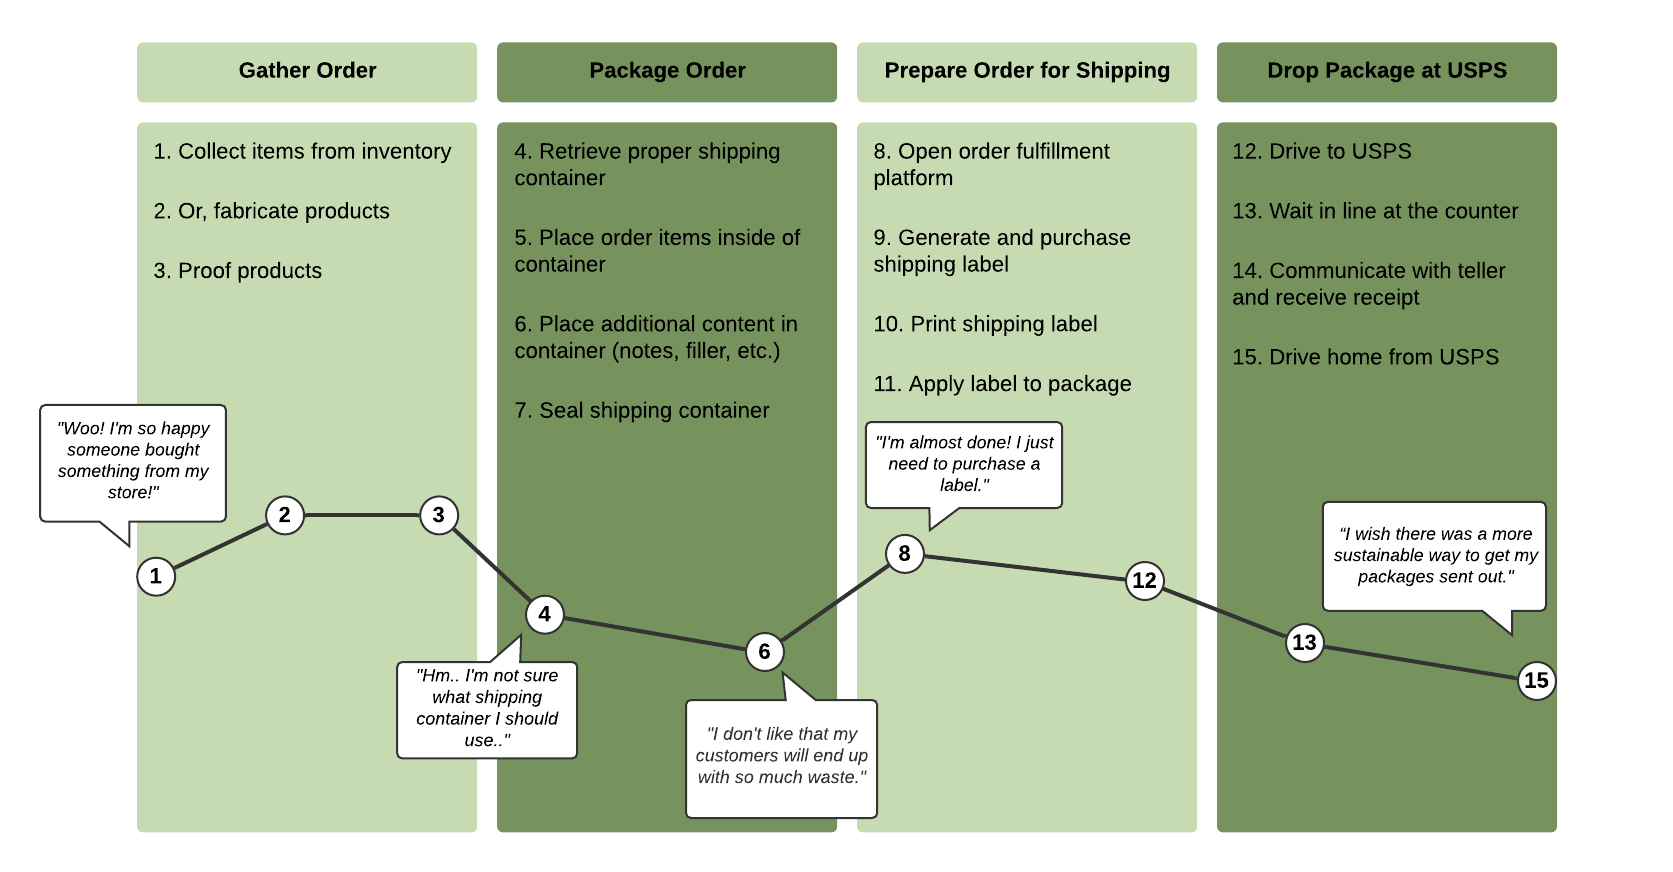 Gather Order
Package Order
Prepare Order for Shipping
Drop Package at USPS
1. Collect items from inventory
2. Or, fabricate products
3. Proof products
4. Retrieve proper shipping
container
5. Place order items inside of
container
6. Place additional content in
container (notes, filler, etc.)
7. Seal shipping container
8. Open order fulfillment
platform
9. Generate and purchase
shipping label
10. Print shipping label
11. Apply label to package
12. Drive to USPS
13. Wait in line at the counter
14. Communicate with teller
and receive receipt
15. Drive home from USPS
"Woo! I'm so happy
someone bought
something from my
store!"
1
2
3
4
"Hm.. I'm not sure
what shipping
container I should
use.."
6
"I don't like that my
customers will end up
with so much waste."
"I'm almost done! I just
need to purchase a
label."
8
12
13
"I wish there was a more
sustainable way to get my
packages sent out."
15